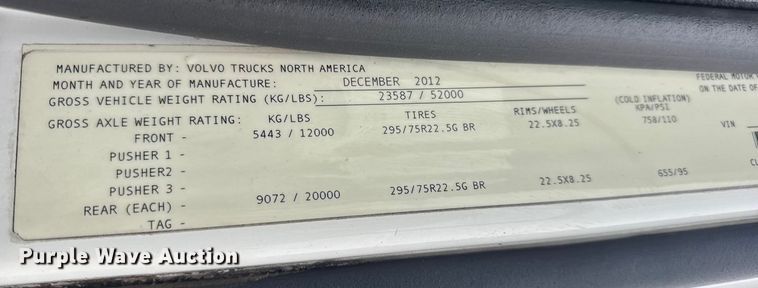 MANUFACTURED BY: VOLVO TRUCKS NORTH AMERICA
MONTH AND YEAR OF MANUFACTURE: DECEMBER 2012
FEDERAL MOTOR
GROSS VEHICLE WEIGHT RATING (KG/LBS): 23587 / 52000
ON THE DATE OF
GROSS AXLE WEIGHT RATING: KG/LBS TIRES RIMS/WHEELS (COLD INFLATION) KPA/PSI
FRONT - 5443 / 12000 295/75R22.5G BR 22.5X8.25 758/110 VIN
PUSHER 1 -
PUSHER2 -
PUSHER 3 -
REAR (EACH) - 9072 / 20000 295/75R22.5G BR 22.5X8.25 655/95
TAG -
Purple Wave Auction